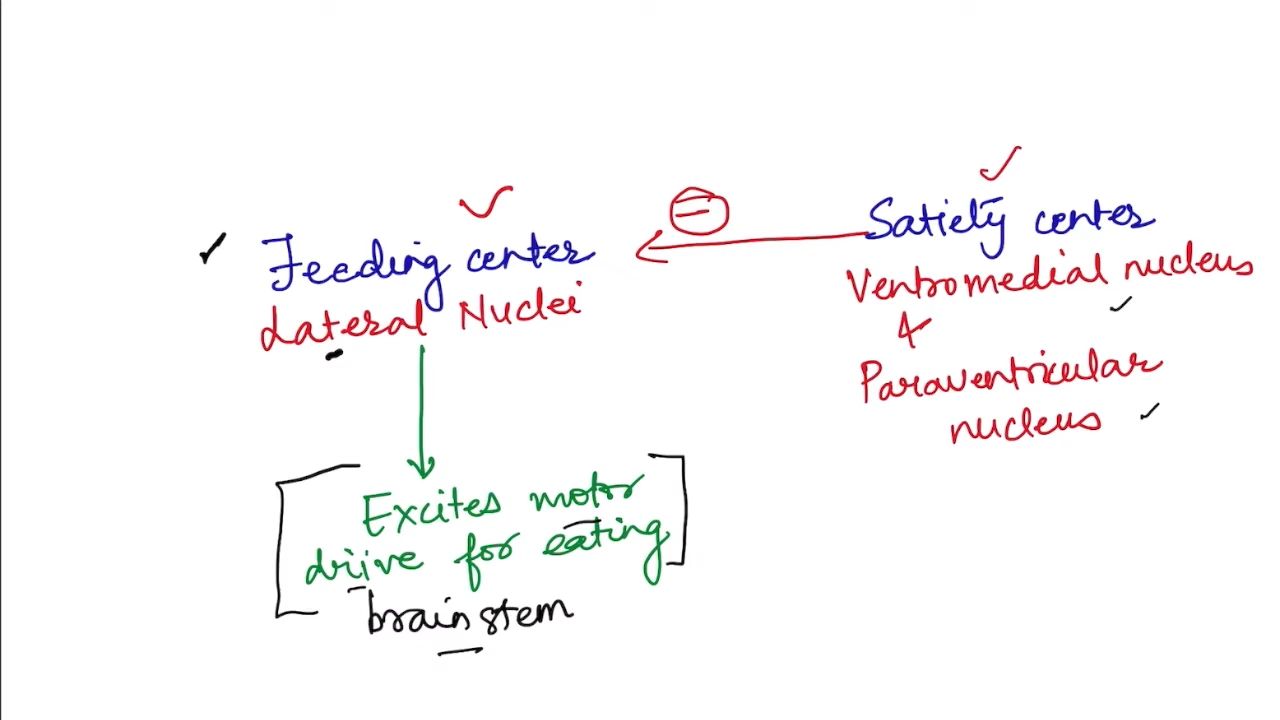 Feeding center
Lateral Nuclei
Excites motor
drive for eating
brainstem
Satiety center
Ventromedial nucleus
&
Paraventricular
nucleus